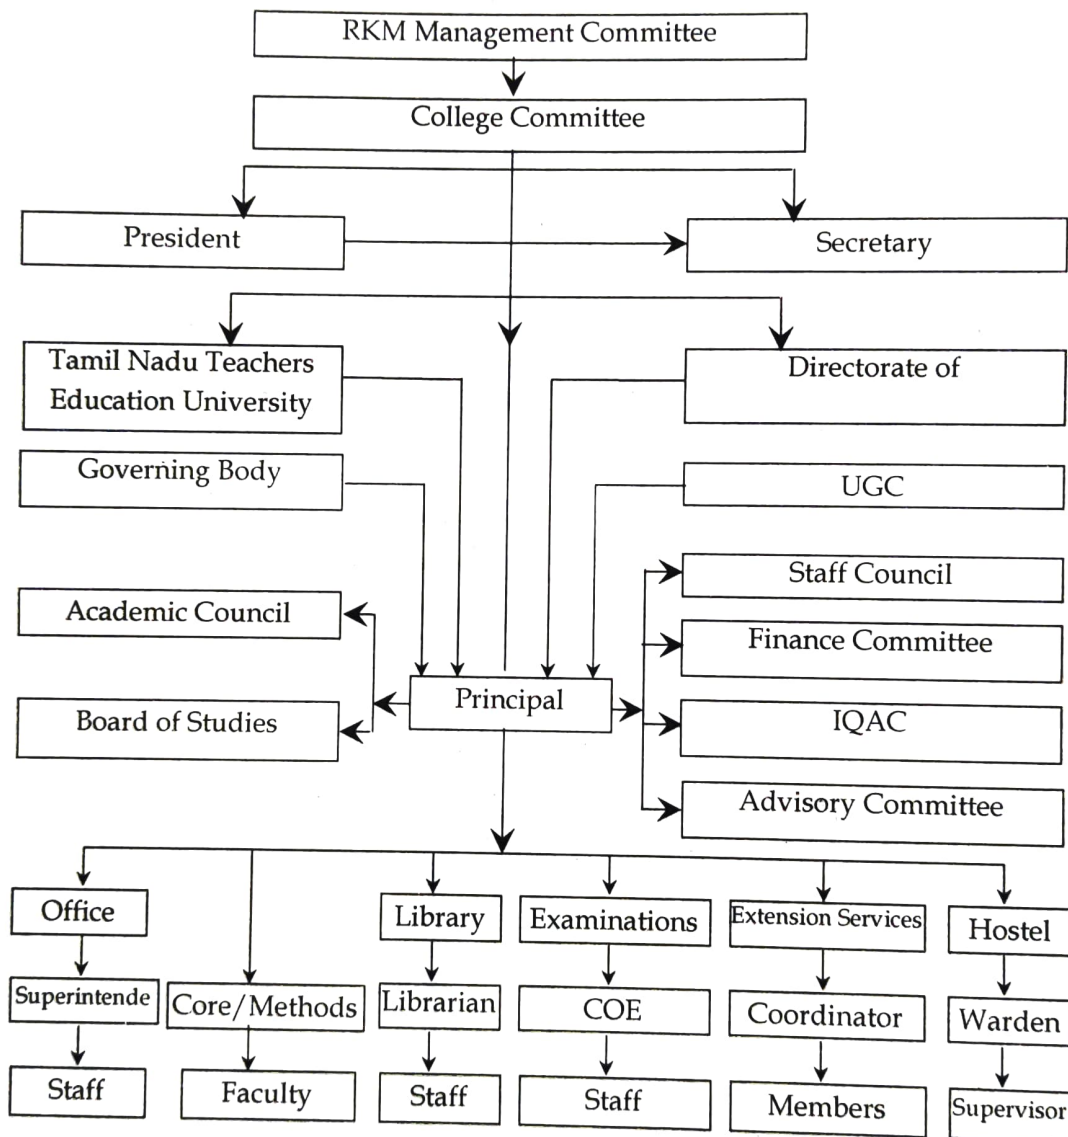 RKM Management Committee
College Committee
President
Secretary
Tamil Nadu Teachers
Education University
Directorate of
Governing Body
UGC
Staff Council
Academic Council
Finance Committee
Principal
Board of Studies
IQAC
Advisory Committee
Office
Library
Examinations
Extension Services
Hostel
Superintende
Core/Methods
Librarian
COE
Coordinator
Warden
Staff
Faculty
Staff
Staff
Members
Supervisor